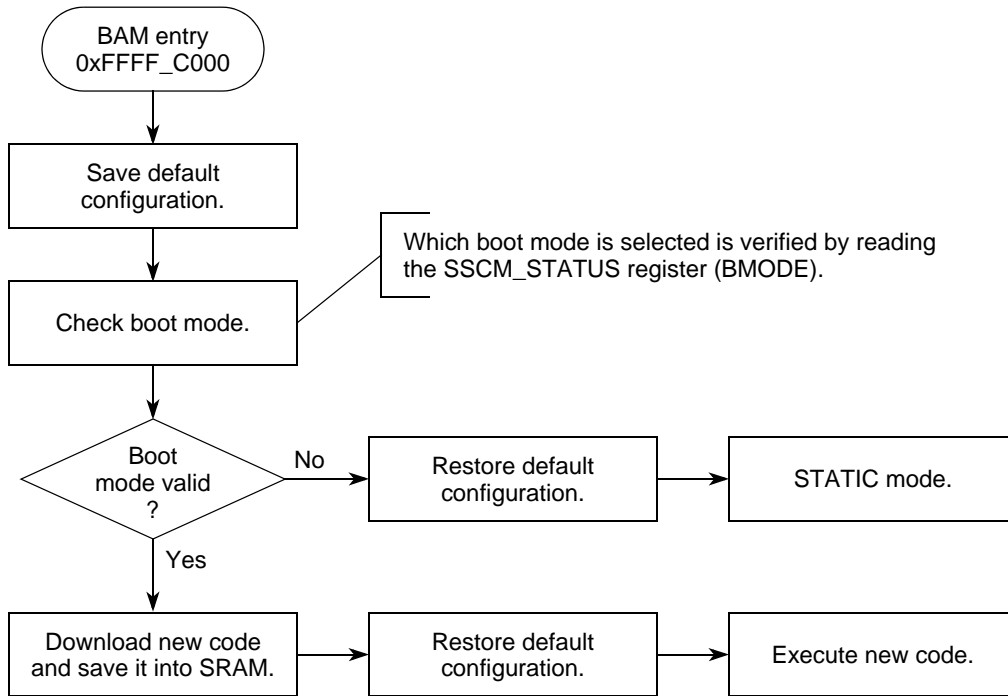 BAM entry
0xFFFF_C000
Save default
configuration.
Which boot mode is selected is verified by reading
the SSCM_STATUS register (BMODE).
Check boot mode.
Boot
mode valid
?
No
Restore default
configuration.
STATIC mode.
Yes
Download new code
and save it into SRAM.
Restore default
configuration.
Execute new code.